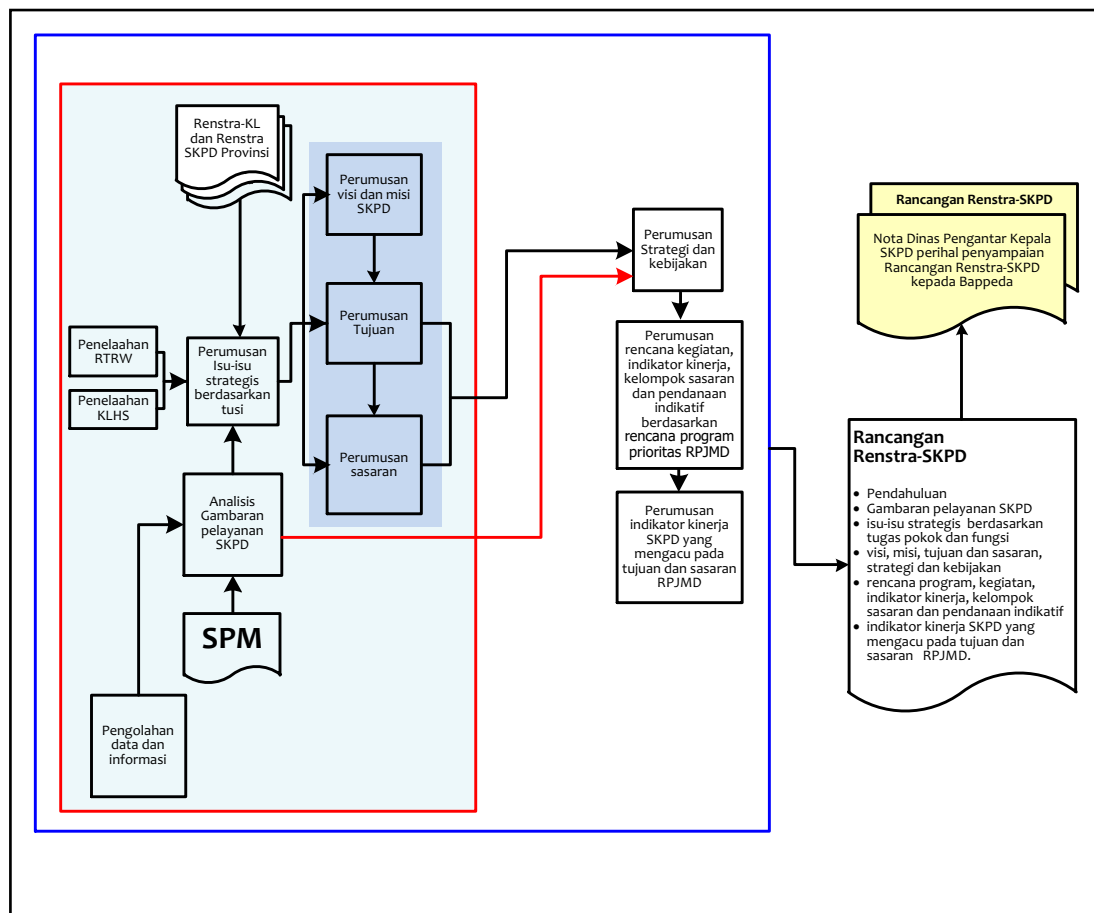 Renstra-KL
dan Renstra
SKPD Provinsi
Perumusan
visi dan misi
SKPD
Perumusan
Tujuan
Perumusan
sasaran
Penelaahan
RTRW
Penelaahan
KLHS
Perumusan
Isu-isu
strategis
berdasarkan
tusi
Analisis
Gambaran
pelayanan
SKPD
SPM
Pengolahan
data dan
informasi
Perumusan
Strategi dan
kebijakan
Perumusan
rencana kegiatan,
indikator kinerja,
kelompok sasaran
dan pendanaan
indikatif
berdasarkan
rencana program
prioritas RPJMD
Perumusan
indikator kinerja
SKPD yang
mengacu pada
tujuan dan sasaran
RPJMD
Rancangan Renstra-SKPD
Nota Dinas Pengantar Kepala
SKPD perihal penyampaian
Rancangan Renstra-SKPD
kepada Bappeda
Rancangan
Renstra-SKPD
• Pendahuluan
• Gambaran pelayanan SKPD
• isu-isu strategis berdasarkan
tugas pokok dan fungsi
• visi, misi, tujuan dan sasaran,
strategi dan kebijakan
• rencana program, kegiatan,
indikator kinerja, kelompok
sasaran dan pendanaan indikatif
• indikator kinerja SKPD yang
mengacu pada tujuan dan
sasaran RPJMD.